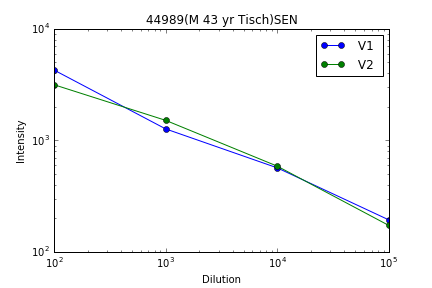 44989(M 43 yr Tisch)SEN
V1
V2
Intensity
10^4
10^3
10^2
10^2 10^3 10^4 10^5
Dilution